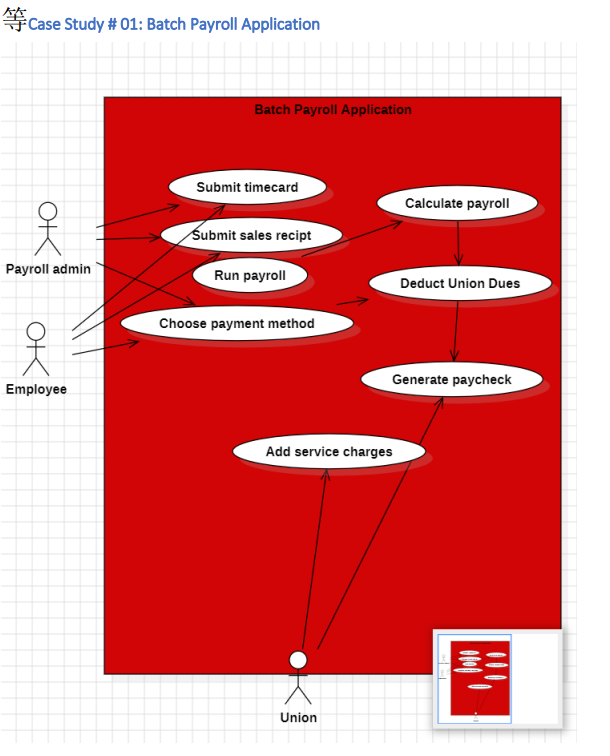 等Case Study # 01: Batch Payroll Application
Batch Payroll Application
Submit timecard
Calculate payroll
Payroll admin
Submit sales recipt
Run payroll
Deduct Union Dues
Choose payment method
Employee
Generate paycheck
Add service charges
Union